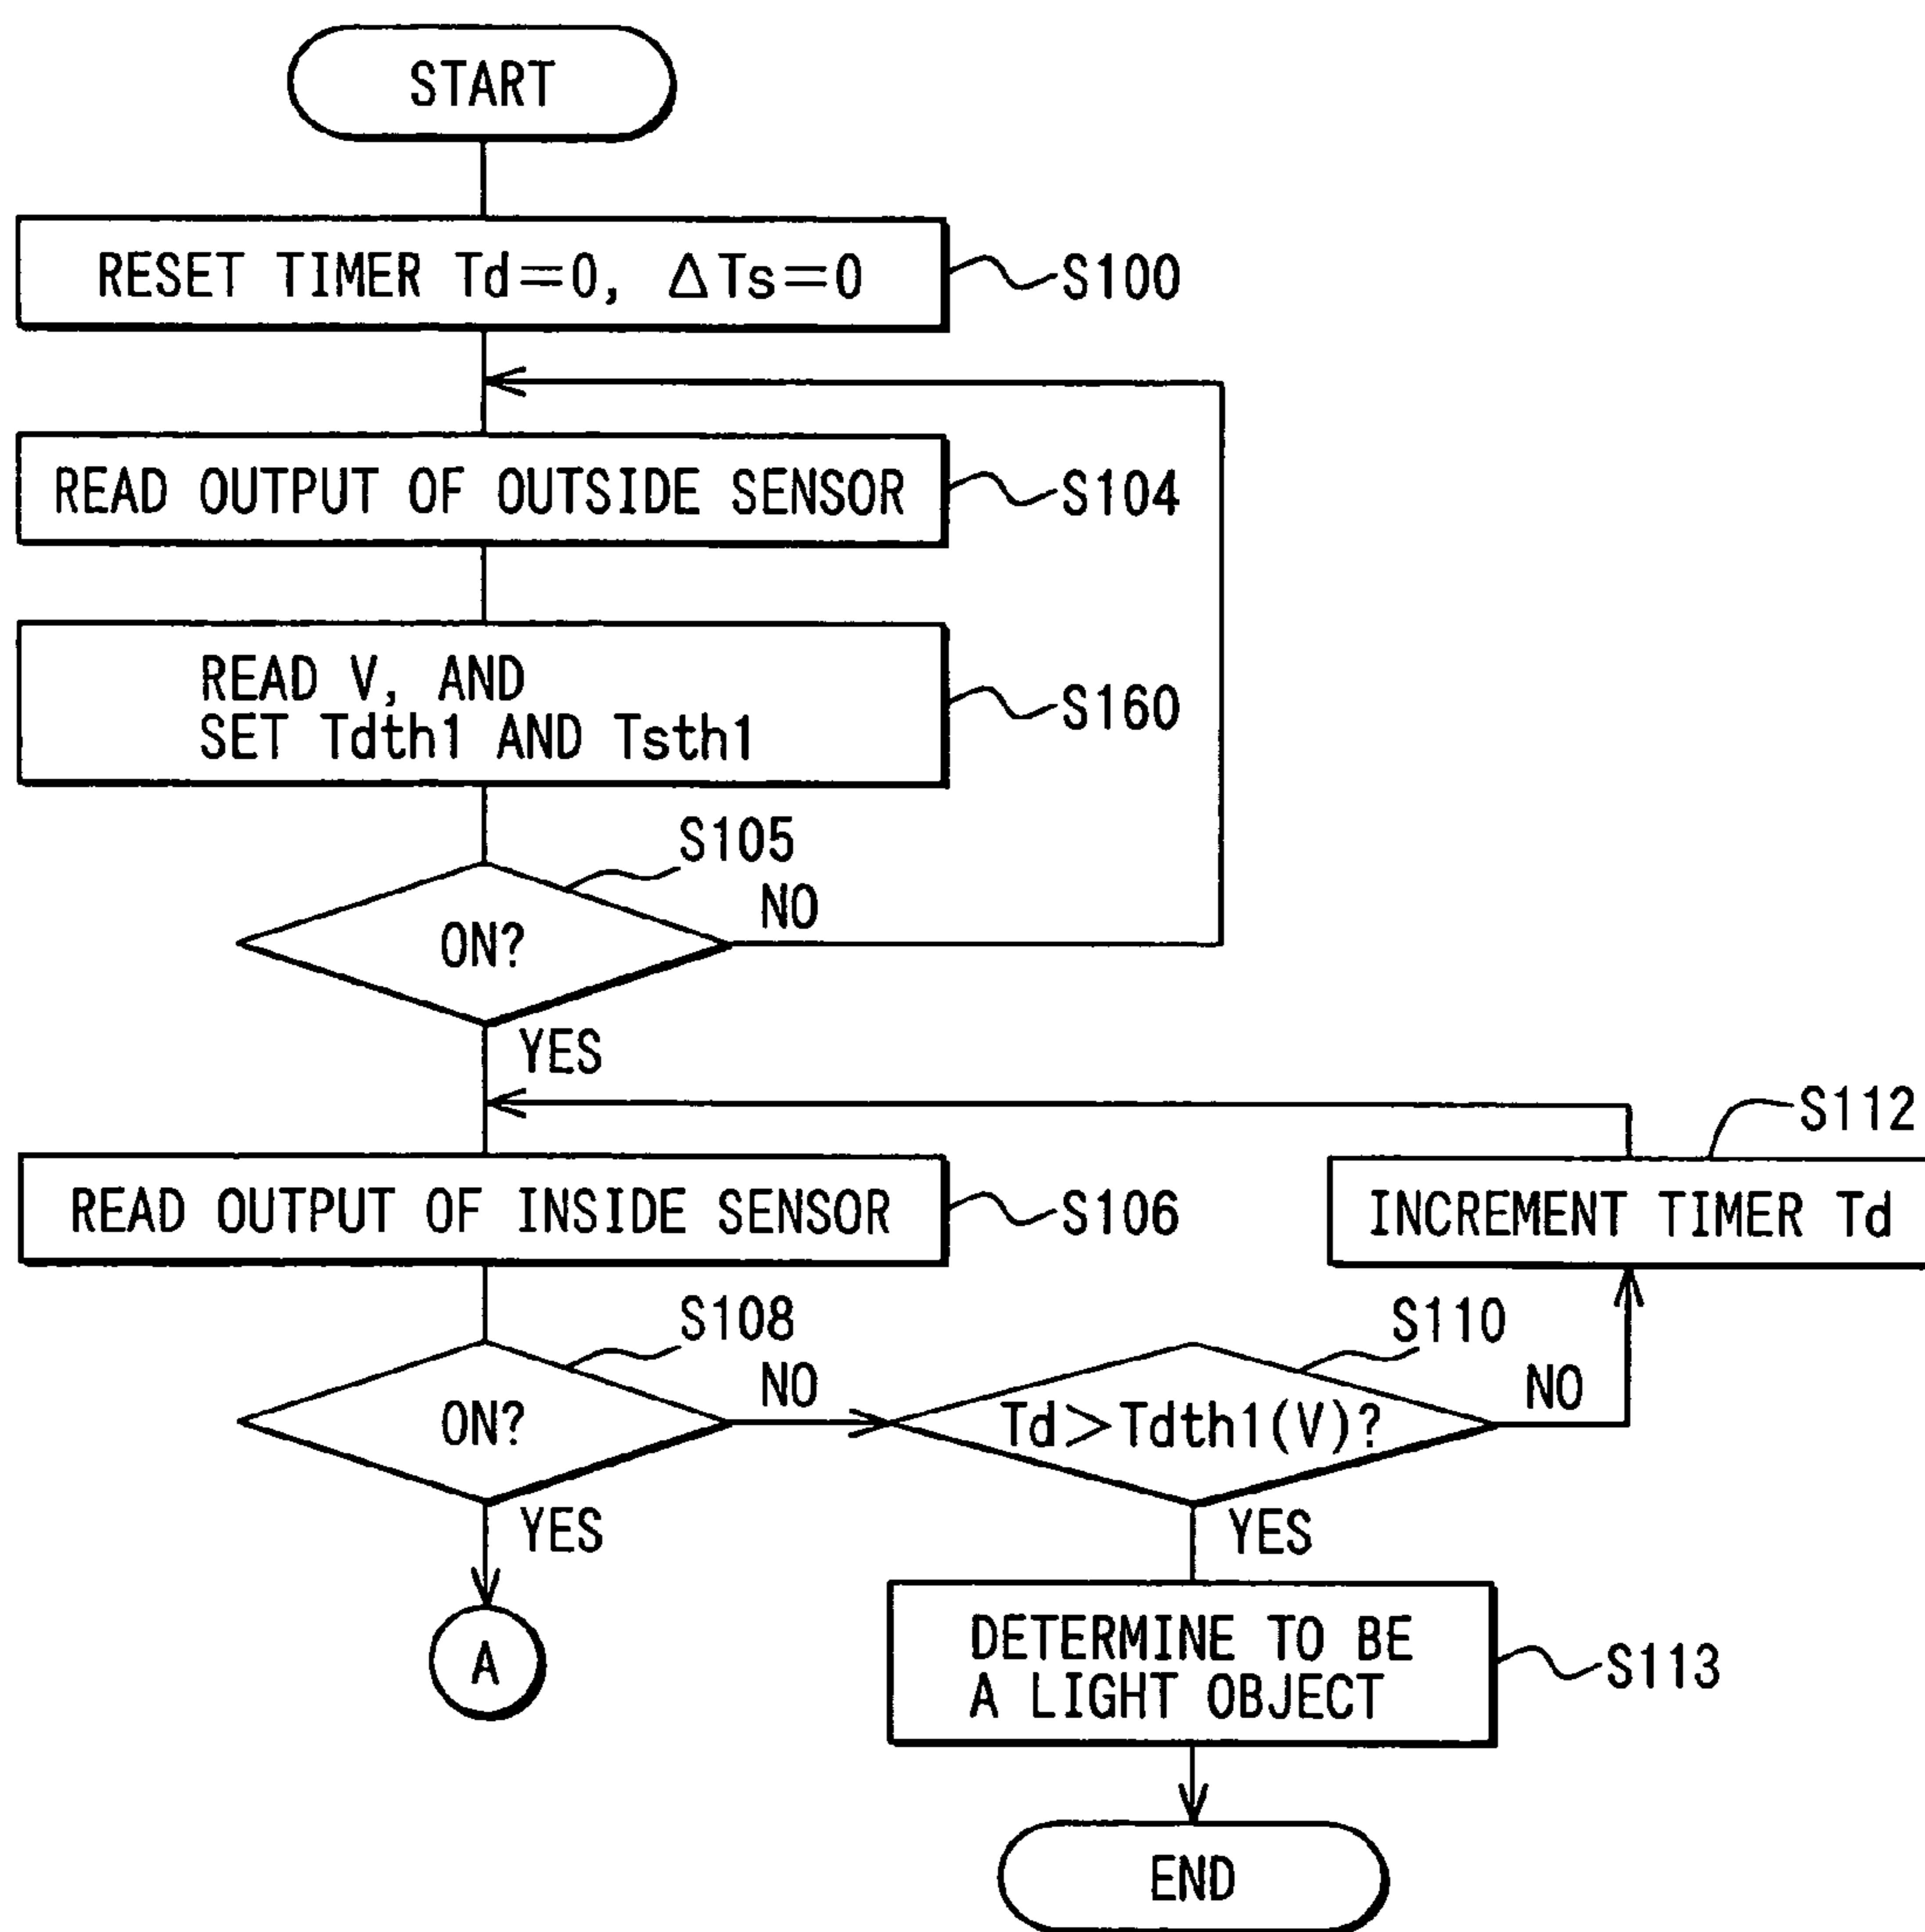 START
RESET TIMER Td=0, ΔTs=0
S100
READ OUTPUT OF OUTSIDE SENSOR
S104
READ V, AND
SET Tdth1 AND Tsth1
S160
S105
ON?
NO
YES
S112
READ OUTPUT OF INSIDE SENSOR
S106
INCREMENT TIMER Td
S108
ON?
NO
S110
Td>Tdth1(V)?
NO
YES
YES
A
DETERMINE TO BE
A LIGHT OBJECT
S113
END